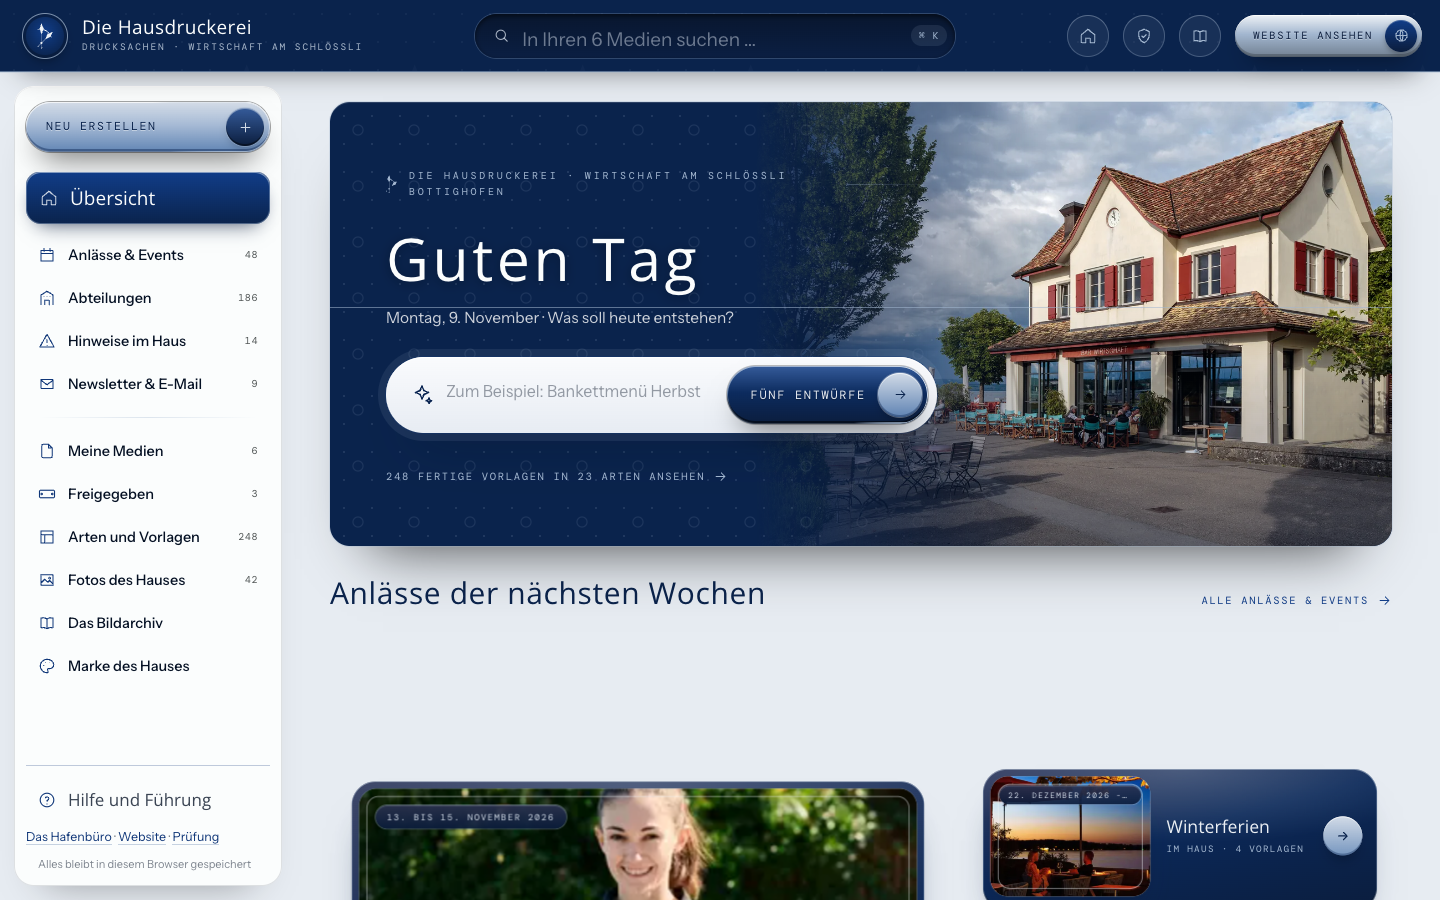 Die Hausdruckerei
DRUCKSACHEN · WIRTSCHAFT AM SCHLÖSSLI
In Ihren 6 Medien suchen ...
⌘ K
WEBSITE ANSEHEN
NEU ERSTELLEN
Übersicht
Anlässe & Events 48
Abteilungen 186
Hinweise im Haus 14
Newsletter & E-Mail 9
Meine Medien 6
Freigegeben 3
Arten und Vorlagen 248
Fotos des Hauses 42
Das Bildarchiv
Marke des Hauses
Hilfe und Führung
Das Hafenbüro · Website · Prüfung
Alles bleibt in diesem Browser gespeichert
DIE HAUSDRUCKEREI · WIRTSCHAFT AM SCHLÖSSLI
BOTTIGHOFEN
Guten Tag
Montag, 9. November · Was soll heute entstehen?
Zum Beispiel: Bankettmenü Herbst
FÜNF ENTWÜRFE
248 FERTIGE VORLAGEN IN 23 ARTEN ANSEHEN
Anlässe der nächsten Wochen
ALLE ANLÄSSE & EVENTS
13. BIS 15. NOVEMBER 2026
22. DEZEMBER 2026 –…
Winterferien
IM HAUS · 4 VORLAGEN